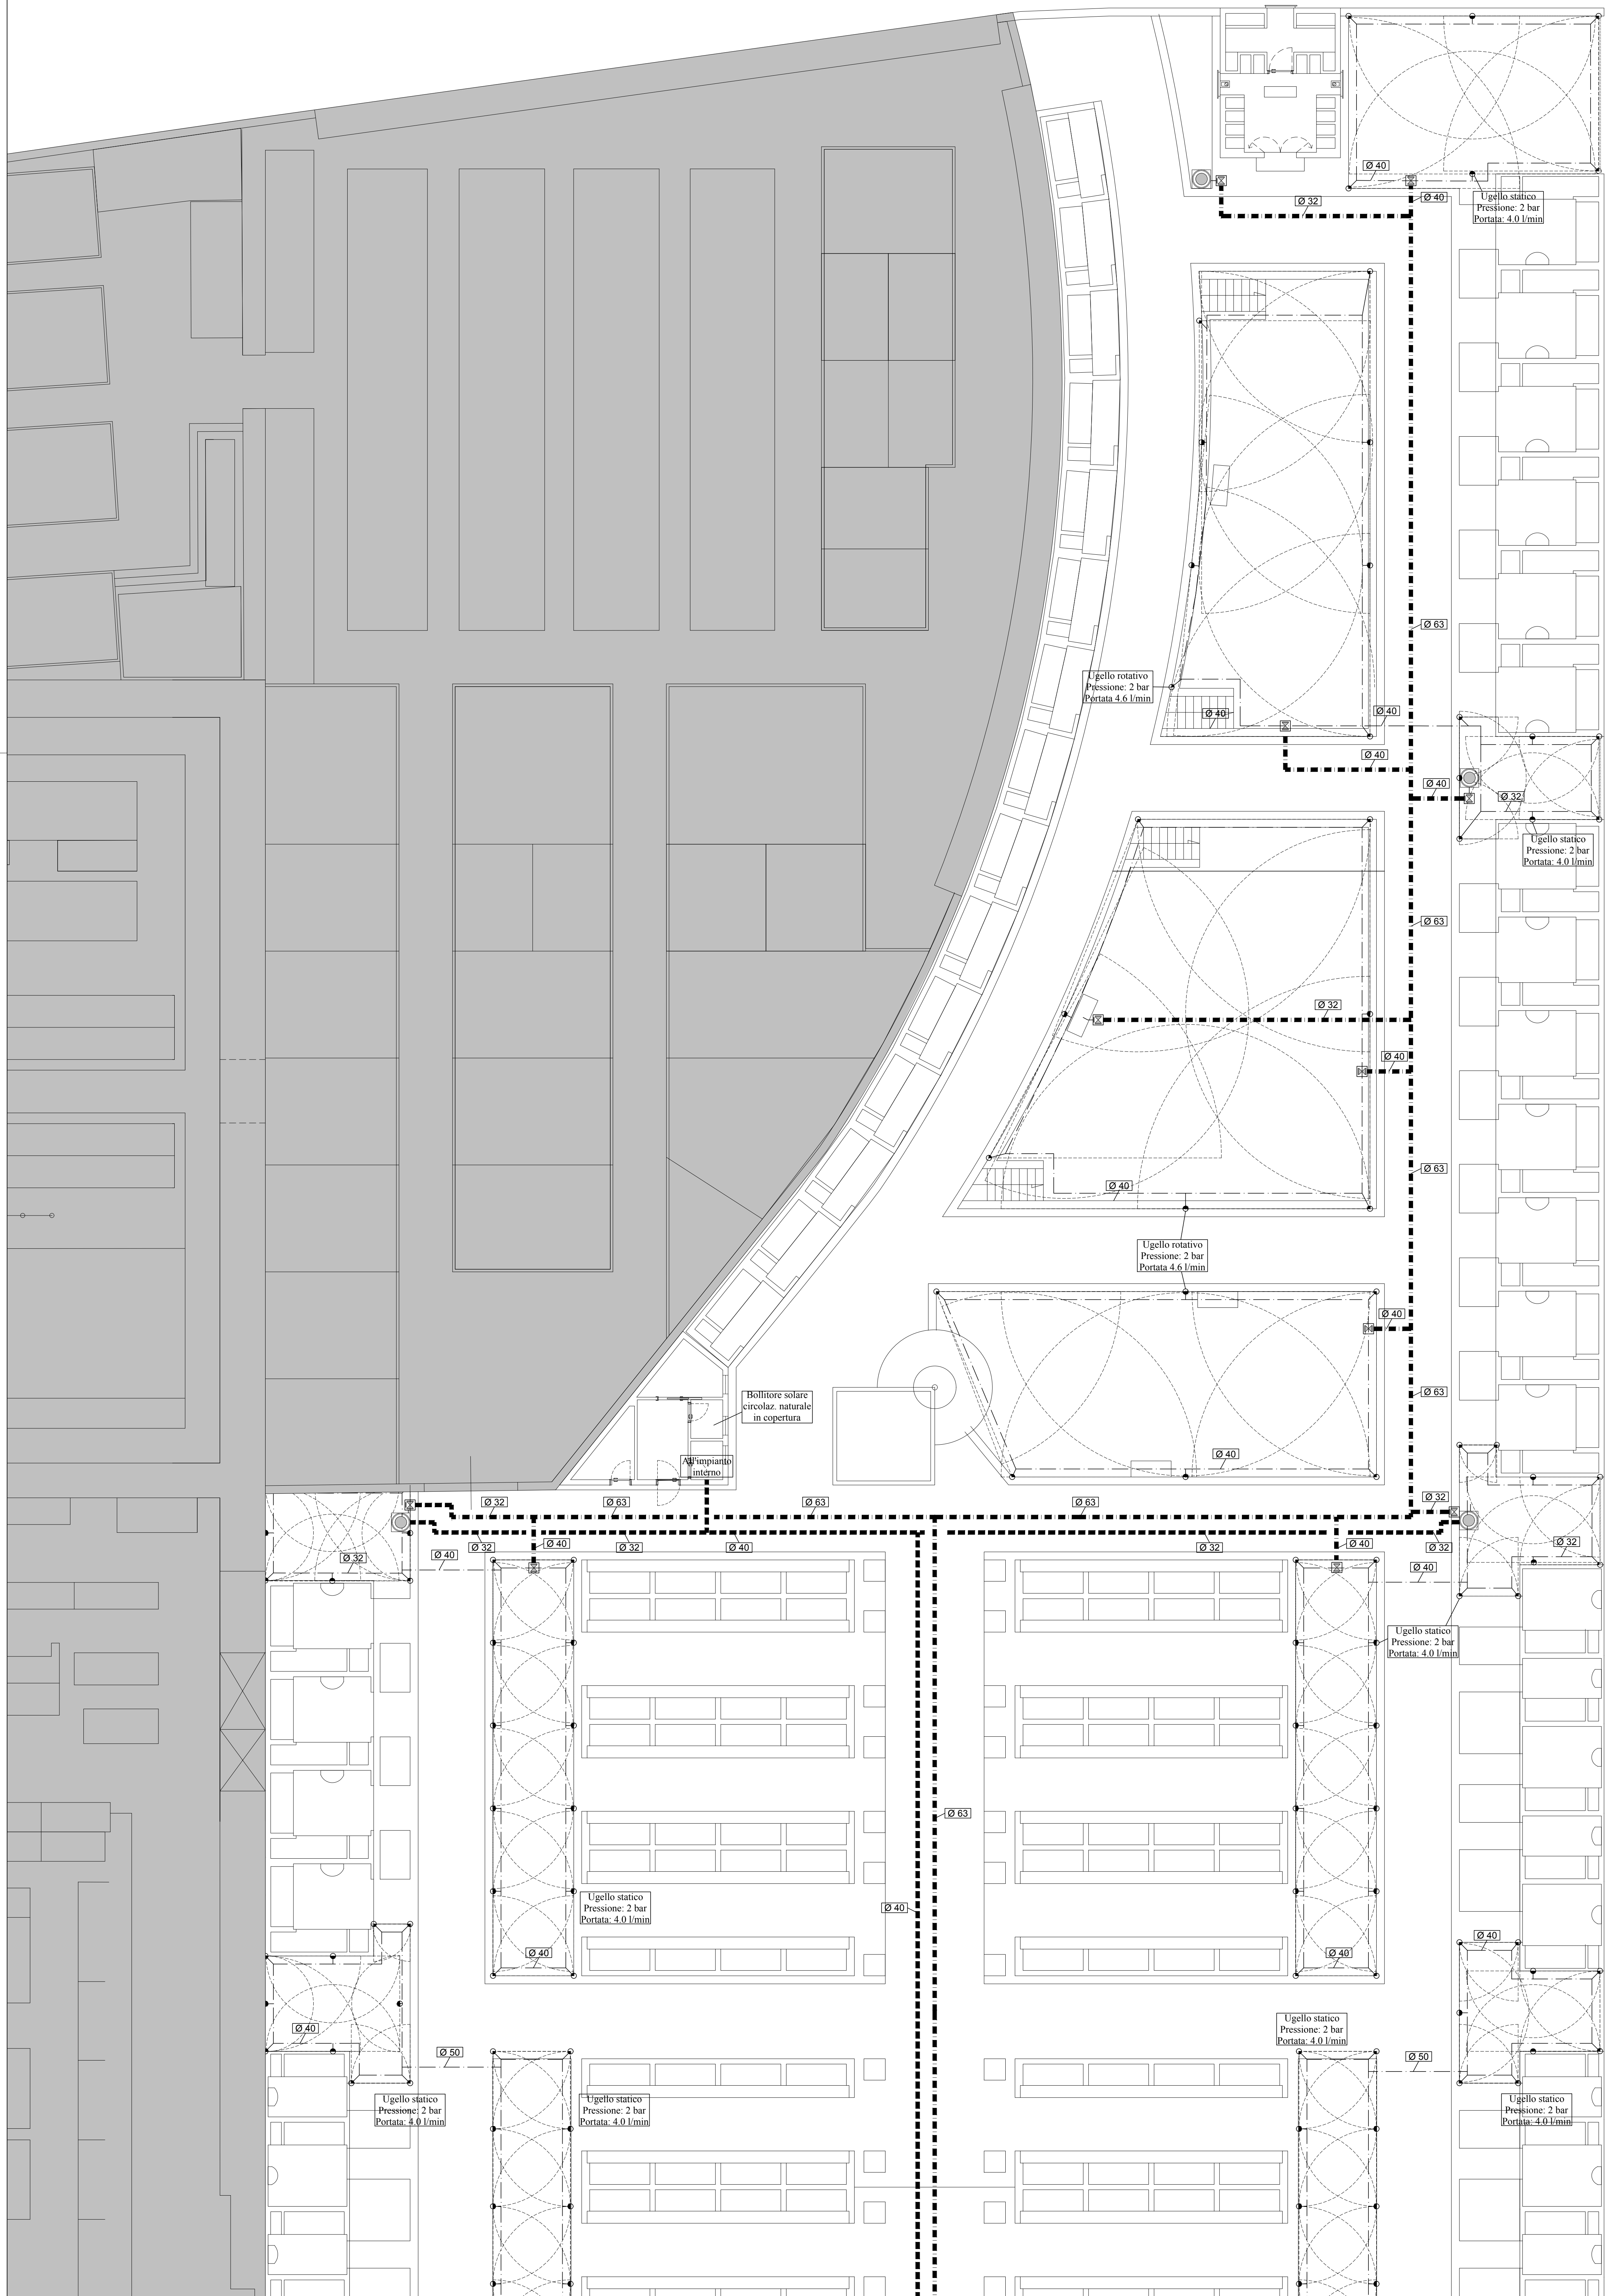 Ø 40
Ø 40
Ugello statico
Pressione: 2 bar
Portata: 4.0 l/min
Ø 32
Ø 63
Ugello rotativo
Pressione: 2 bar
Portata 4.6 l/min
Ø 40
Ø 40
Ø 40
Ø 40
Ø 32
Ugello statico
Pressione: 2 bar
Portata: 4.0 l/min
Ø 63
Ø 32
Ø 40
Ø 63
Ø 40
Ugello rotativo
Pressione: 2 bar
Portata 4.6 l/min
Ø 40
Ø 63
Bollitore solare
circolaz. naturale
in copertura
Ø 40
All'impianto
interno
Ø 32
Ø 63
Ø 63
Ø 63
Ø 32
Ø 32
Ø 40
Ø 32
Ø 40
Ø 32
Ø 40
Ø 32
Ø 32
Ø 32
Ø 40
Ø 40
Ugello statico
Pressione: 2 bar
Portata: 4.0 l/min
Ø 63
Ugello statico
Pressione: 2 bar
Portata: 4.0 l/min
Ø 40
Ø 40
Ø 40
Ø 40
Ø 40
Ugello statico
Pressione: 2 bar
Portata: 4.0 l/min
Ø 50
Ø 50
Ugello statico
Pressione: 2 bar
Portata: 4.0 l/min
Ugello statico
Pressione: 2 bar
Portata: 4.0 l/min
Ugello statico
Pressione: 2 bar
Portata: 4.0 l/min